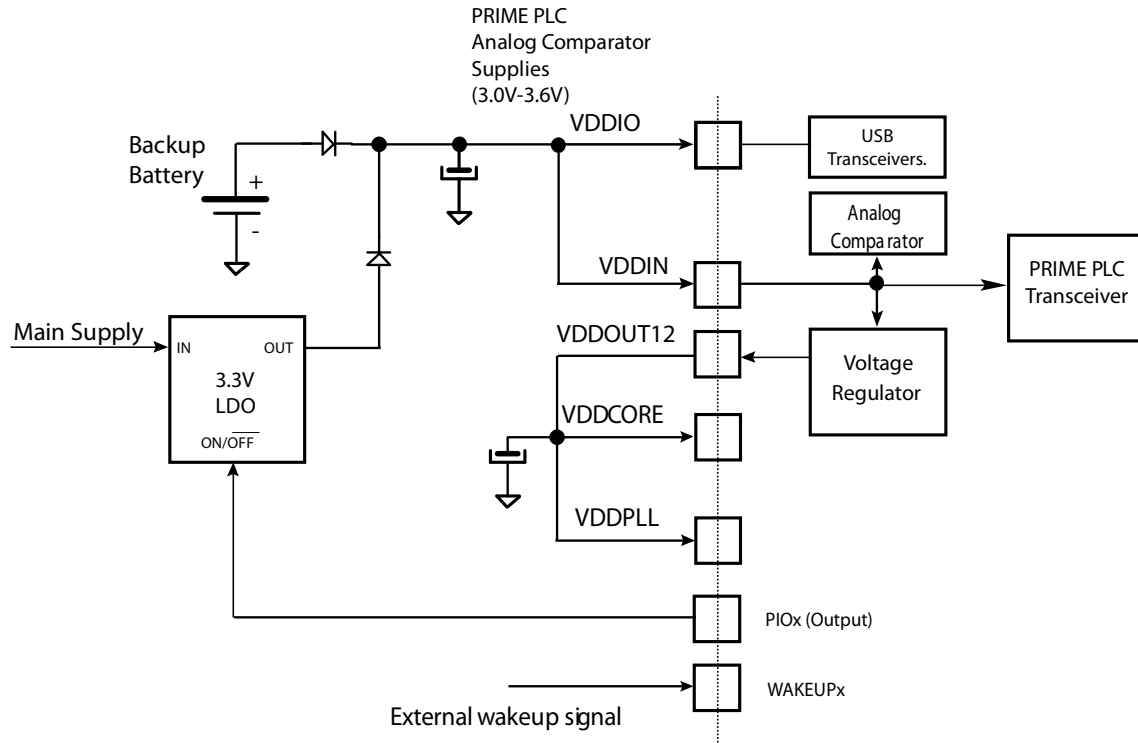 PRIME PLC
Analog Comparator
Supplies
(3.0V-3.6V)
VDDIO
USB
Transceivers.
Backup
Battery
+
-
Analog
Comparator
VDDIN
PRIME PLC
Transceiver
Main Supply
IN
OUT
3.3V
LDO
ON/OFF
VDDOUT12
Voltage
Regulator
VDDCORE
VDDPLL
PIOx (Output)
WAKEUPx
External wakeup signal